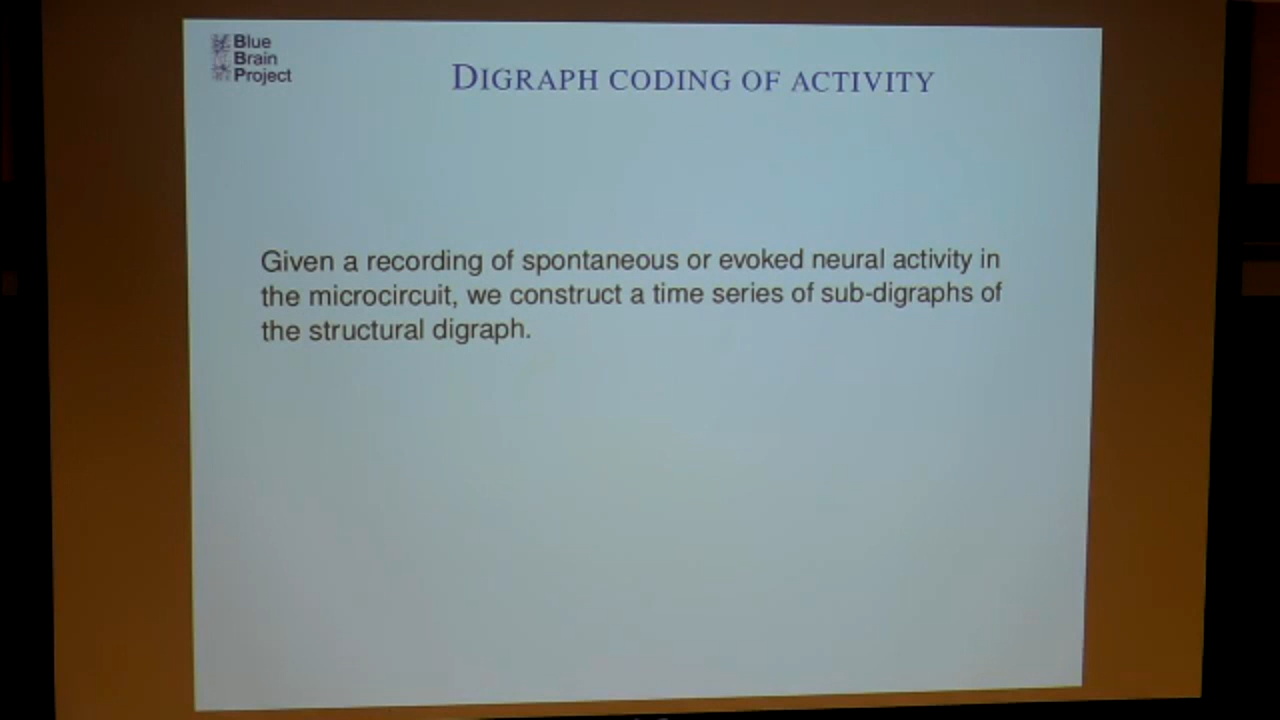 Blue
Brain
Project
DIGRAPH CODING OF ACTIVITY
Given a recording of spontaneous or evoked neural activity in
the microcircuit, we construct a time series of sub-digraphs of
the structural digraph.